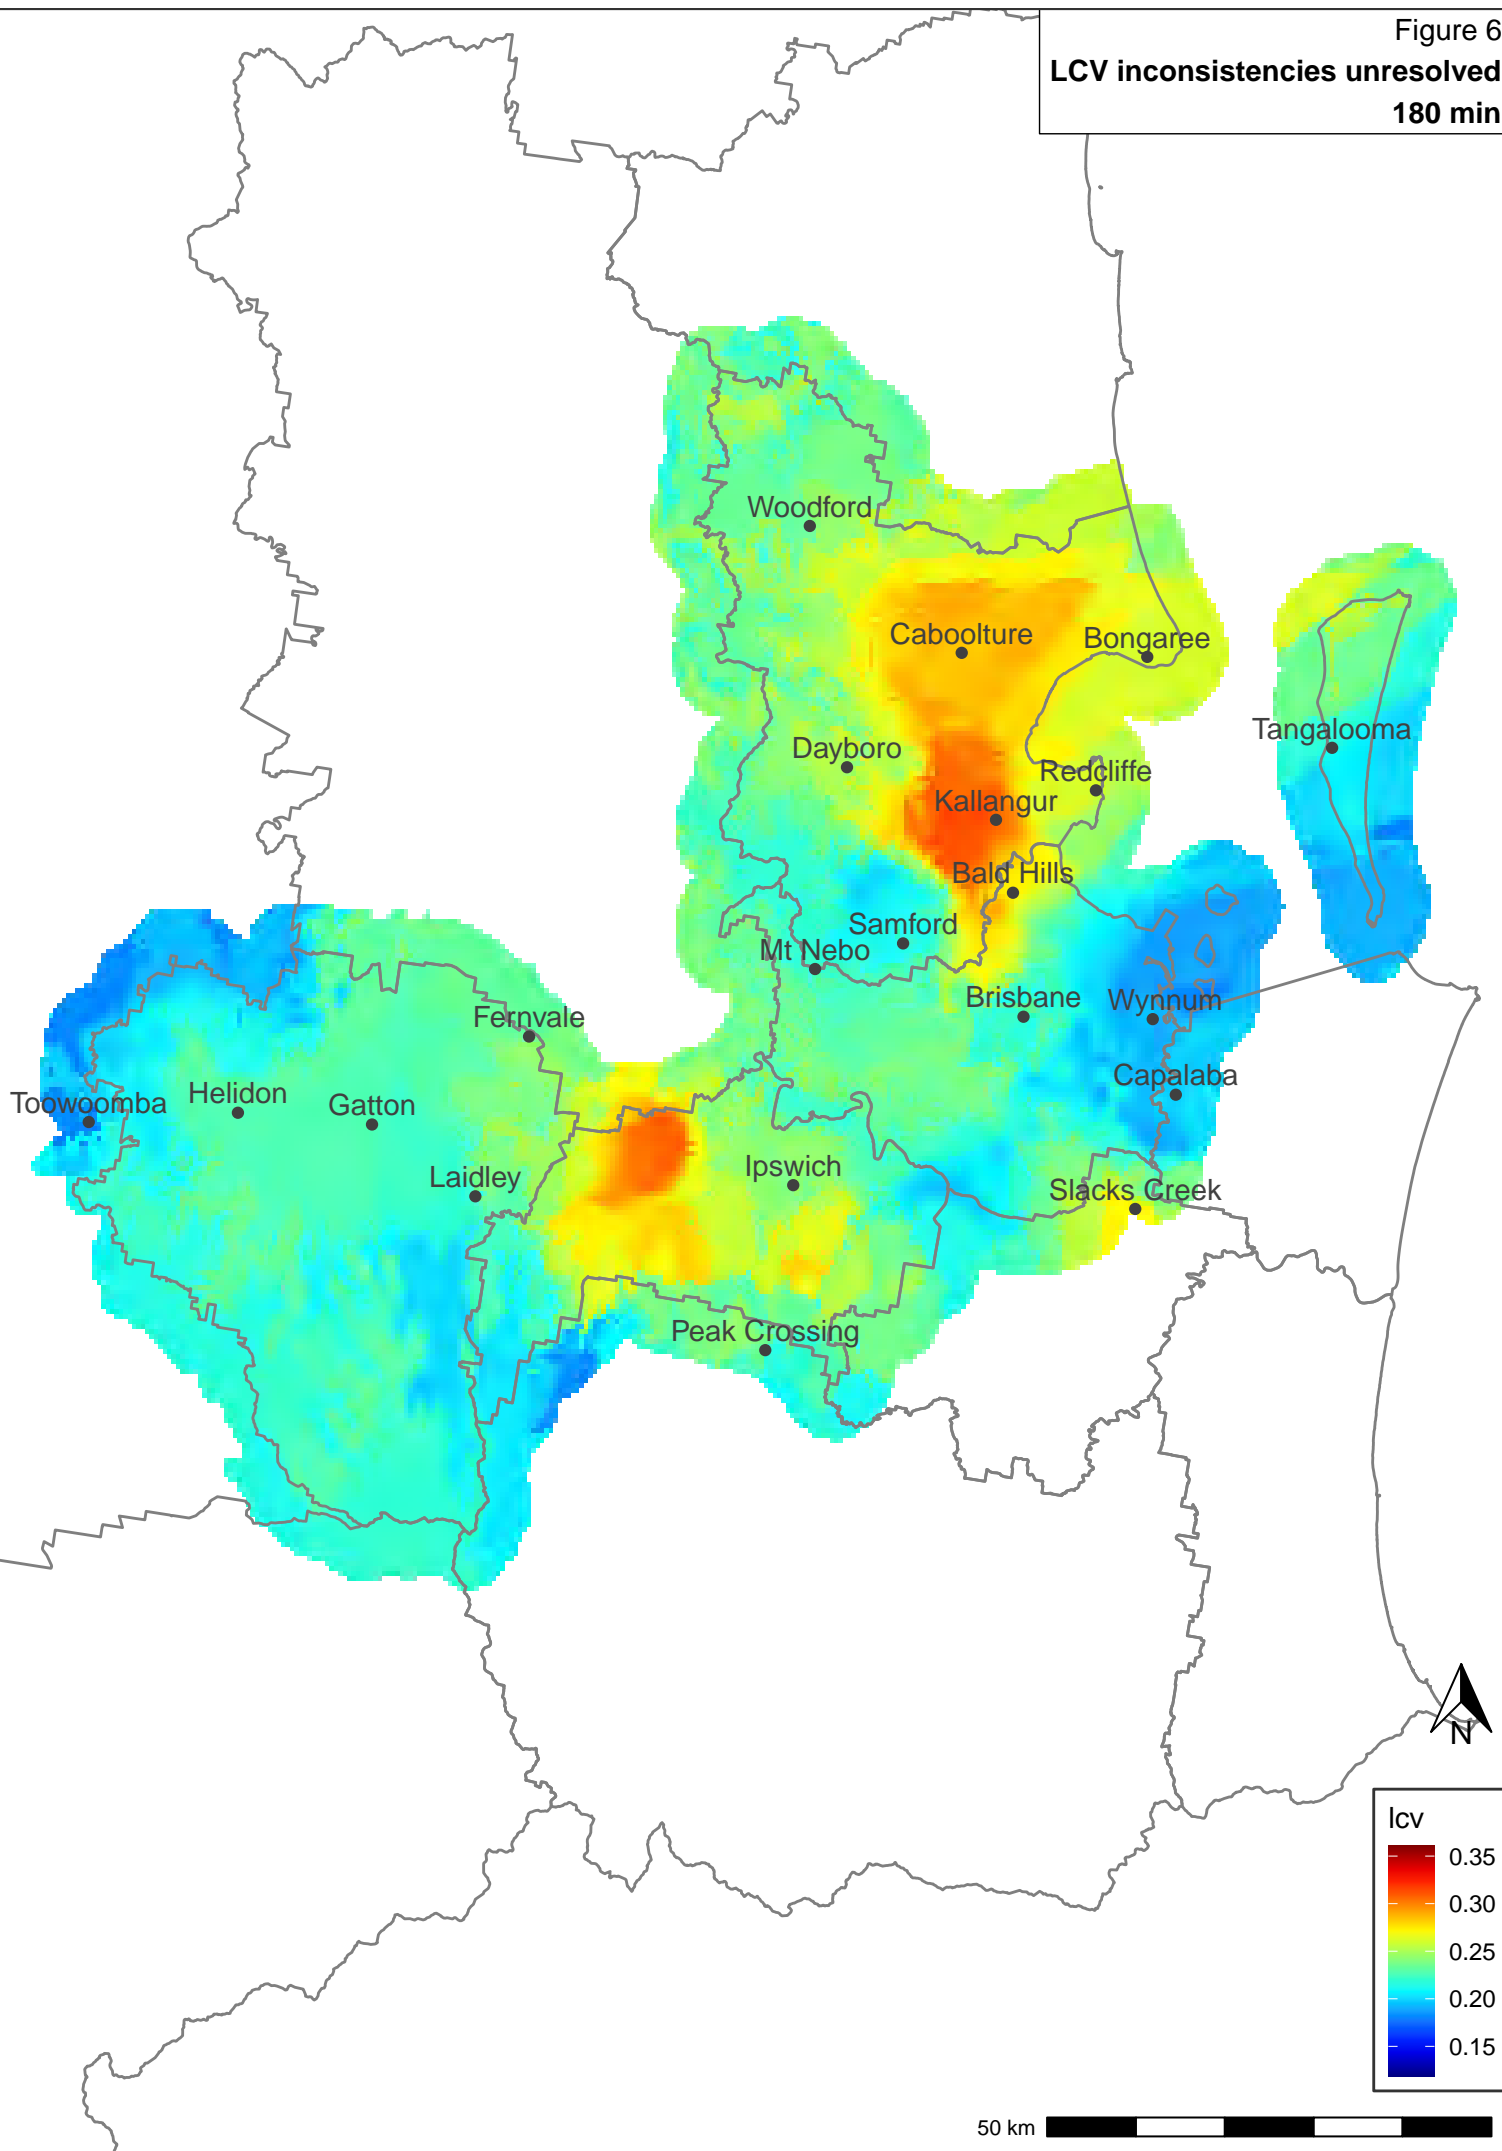 Figure 6
LCV inconsistencies unresolved
180 min
Woodford
Caboolture
Bongaree
Tangalooma
Dayboro
Redcliffe
Kallangur
Bald Hills
Samford
Mt Nebo
Brisbane
Wynnum
Fernvale
Capalaba
Toowoomba
Helidon
Gatton
Ipswich
Laidley
Slacks Creek
Peak Crossing
N
lcv
0.35
0.30
0.25
0.20
0.15
50 km